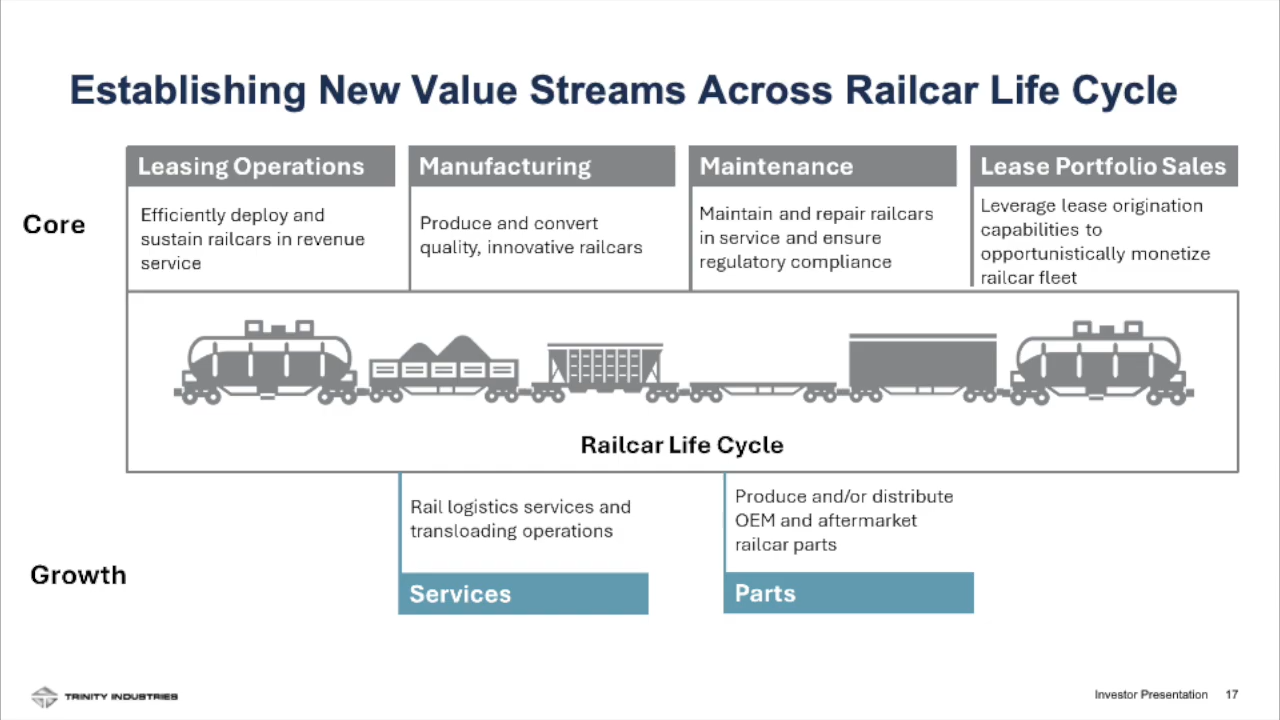 Establishing New Value Streams Across Railcar Life Cycle
Core
Leasing Operations
Efficiently deploy and
sustain railcars in revenue
service
Manufacturing
Produce and convert
quality, innovative railcars
Maintenance
Maintain and repair railcars
in service and ensure
regulatory compliance
Lease Portfolio Sales
Leverage lease origination
capabilities to
opportunistically monetize
railcar fleet
Railcar Life Cycle
Growth
Rail logistics services and
transloading operations
Services
Produce and/or distribute
OEM and aftermarket
railcar parts
Parts
TRINITY INDUSTRIES
Investor Presentation 17